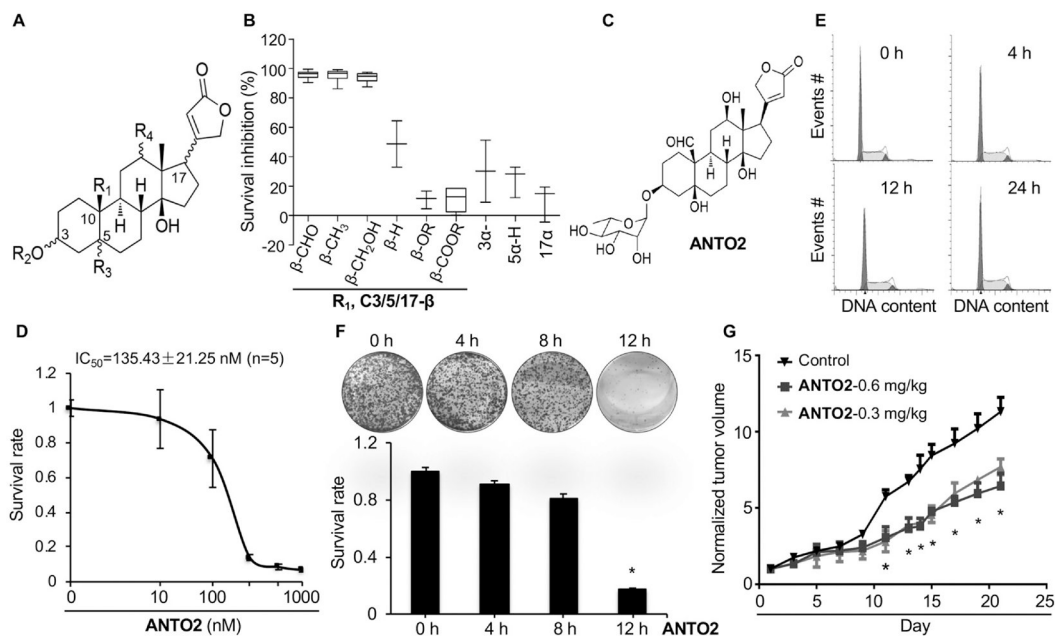 A
O
O
R4
17
R1
H
10
H
OH
3
5
R2O
R3
B
Survival inhibition (%)
120
100
80
60
40
20
0
-20
β-CHO
β-CH3
β-CH2OH
β-H
β-OR
β-COOR
3α-
5α-H
17α
R1, C3/5/17-β
C
O
O
OH
OHC
H
H
OH
O
OH
O
O
HO
HO
OH
ANTO2
E
Events #
0 h
4 h
Events #
12 h
24 h
DNA content
DNA content
D
IC50=135.43±21.25 nM (n=5)
Survival rate
1.2
1
0.8
0.6
0.4
0.2
0
0
10
100
1000
ANTO2 (nM)
F
0 h
4 h
8 h
12 h
Survival rate
1.2
0.8
0.4
0
*
0 h
4 h
8 h
12 h
ANTO2
G
Normalized tumor volume
15
10
5
0
Control
ANTO2-0.6 mg/kg
ANTO2-0.3 mg/kg
* * * * * * *
0
5
10
15
20
25
Day